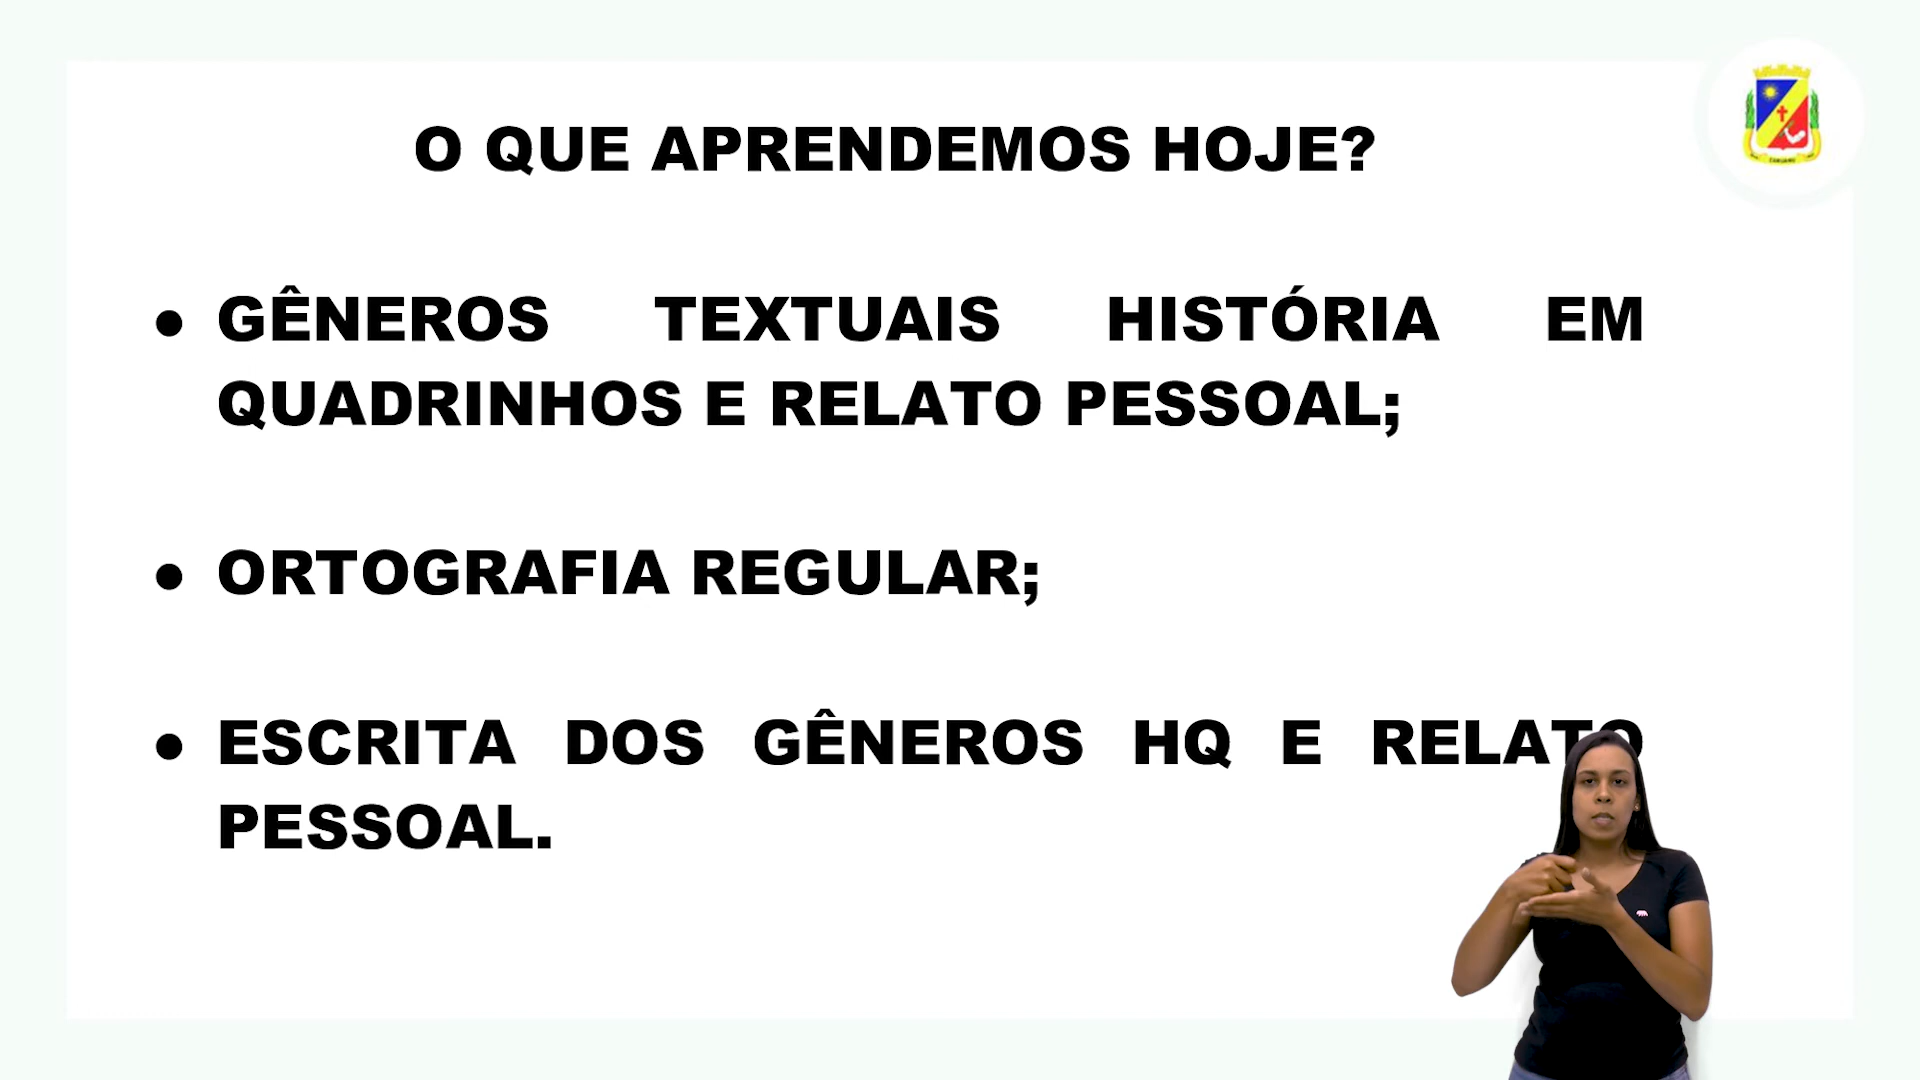 O QUE APRENDEMOS HOJE?
● GÊNEROS TEXTUAIS HISTÓRIA EM
QUADRINHOS E RELATO PESSOAL;
● ORTOGRAFIA REGULAR;
● ESCRITA DOS GÊNEROS HQ E RELATO
PESSOAL.